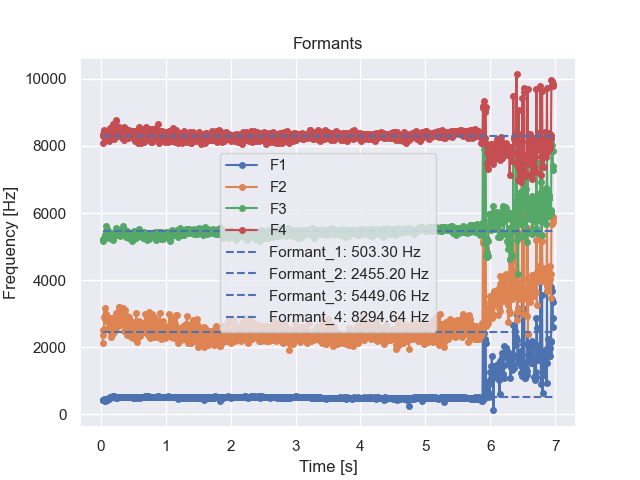 Formants
10000
8000
6000
4000
2000
0
Frequency [Hz]
F1
F2
F3
F4
Formant_1: 503.30 Hz
Formant_2: 2455.20 Hz
Formant_3: 5449.06 Hz
Formant_4: 8294.64 Hz
0 1 2 3 4 5 6 7
Time [s]